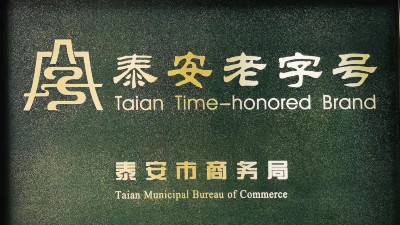 泰安老字号
Taian Time-honored Brand
泰安市商务局
Taian Municipal Bureau of Commerce